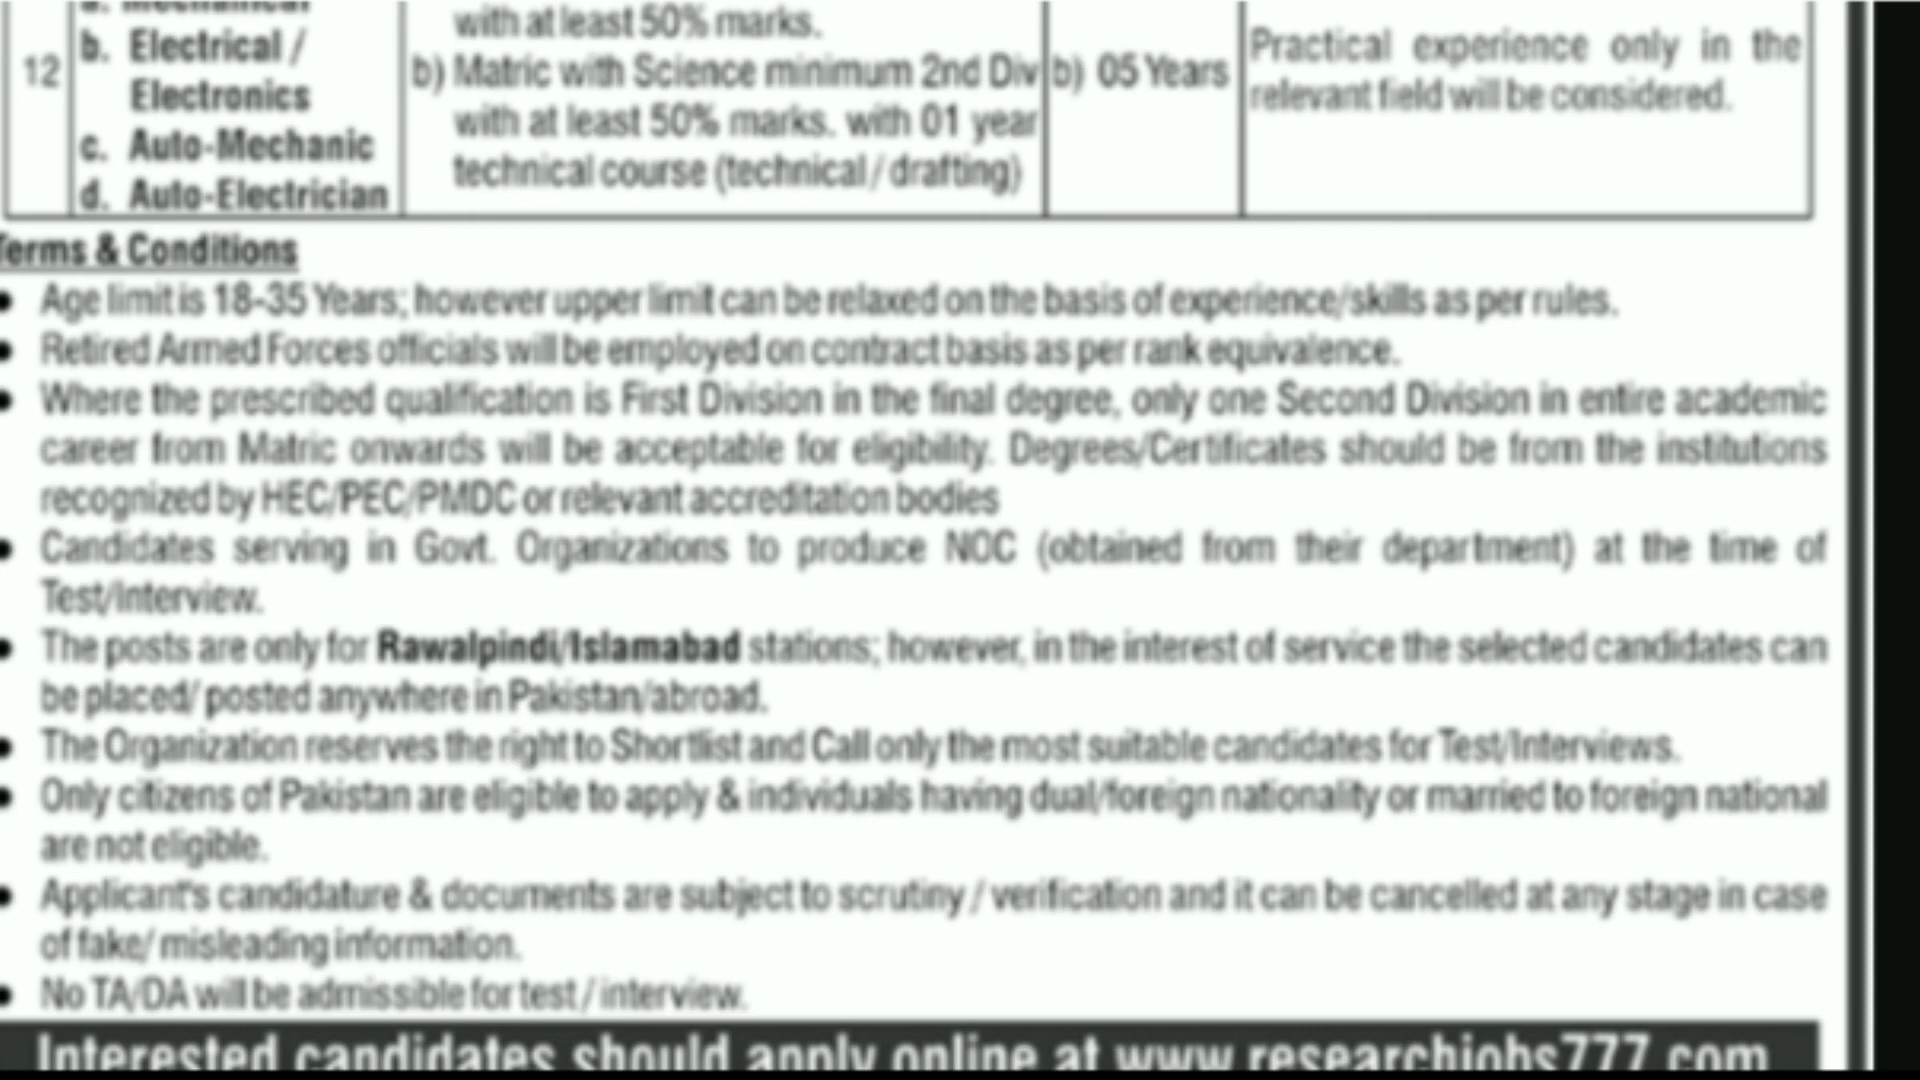 a. Mechanical
b. Electrical /
Electronics
c. Auto-Mechanic
d. Auto-Electrician
12
with at least 50% marks.
b) Matric with Science minimum 2nd Div
with at least 50% marks. with 01 year
technical course (technical / drafting)
b) 05 Years
Practical experience only in the
relevant field will be considered.
Terms & Conditions
● Age limit is 18-35 Years; however upper limit can be relaxed on the basis of experience/skills as per rules.
● Retired Armed Forces officials will be employed on contract basis as per rank equivalence.
● Where the prescribed qualification is First Division in the final degree, only one Second Division in entire academic
career from Matric onwards will be acceptable for eligibility. Degrees/Certificates should be from the institutions
recognized by HEC/PEC/PMDC or relevant accreditation bodies
● Candidates serving in Govt. Organizations to produce NOC (obtained from their department) at the time of
Test/Interview.
● The posts are only for Rawalpindi/Islamabad stations; however, in the interest of service the selected candidates can
be placed/ posted anywhere in Pakistan/abroad.
● The Organization reserves the right to Shortlist and Call only the most suitable candidates for Test/Interviews.
● Only citizens of Pakistan are eligible to apply & individuals having dual/foreign nationality or married to foreign national
are not eligible.
● Applicant's candidature & documents are subject to scrutiny / verification and it can be cancelled at any stage in case
of fake/ misleading information.
● No TA/DA will be admissible for test / interview.
Interested candidates should apply online at www.researchjobs777.com